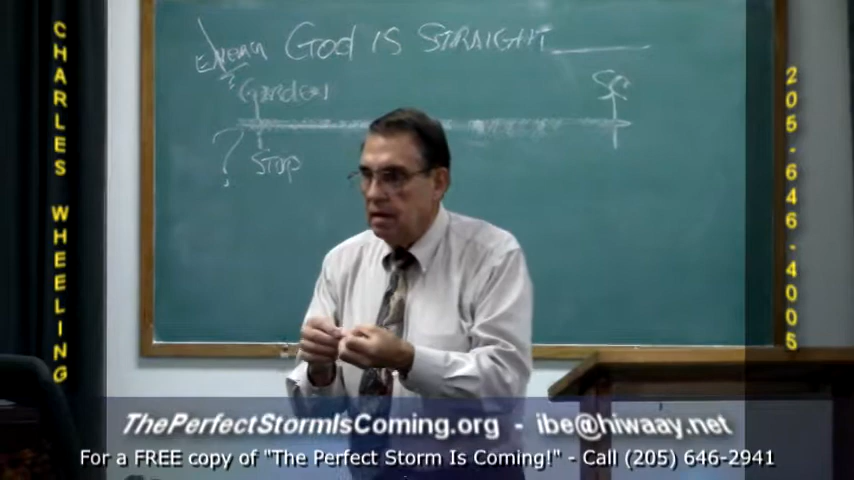 CHARLES WHEELING
GOD IS STRAIGHT
Garden
SC
? STOP
205-646-4005
ThePerfectStormIsComing.org - ibe@hiwaay.net
For a FREE copy of "The Perfect Storm Is Coming!" - Call (205) 646-2941